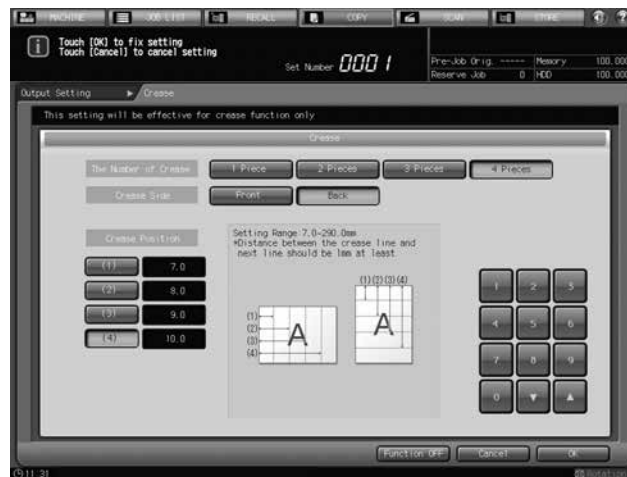 MACHINE JOB LIST RECALL COPY SCAN STORE
Touch [OK] to fix setting
Touch [Cancel] to cancel setting
Set Number 0001
Pre-Job Orig. ----- Memory 100.00
Reserve Job 0 HDD 100.00
Output Setting Crease
This setting will be effective for crease function only
Crease
The Number of Crease 1 Piece 2 Pieces 3 Pieces 4 Pieces
Crease Side Front Back
Crease Position
(1) 7.0
(2) 8.0
(3) 9.0
(4) 10.0
Setting Range 7.0-290.0mm
*Distance between the crease line and
next line should be 1mm at least
(1)(2)(3)(4)
(1)
(2)
(3)
(4)
A
A
1 2 3
4 5 6
7 8 9
0
Function OFF Cancel OK
11:31 Rotation